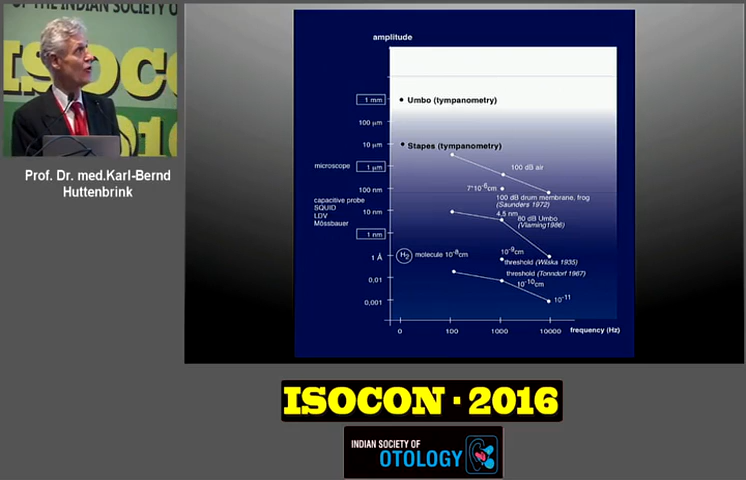 OF THE INDIAN SOCIETY O
ISOC
016
Prof. Dr. med.Karl-Bernd
Huttenbrink
amplitude
1 mm
Umbo (tympanometry)
100 µm
10 µm
Stapes (tympanometry)
microscope
1 µm
100 dB air
100 nm
7*10⁻⁶cm
100 dB drum membrane, frog
(Saunders 1972)
capacitive probe
SQUID
LDV
Mössbauer
10 nm
4,5 nm
80 dB Umbo
(Vlaming1986)
1 nm
1 Å
H₂
molecule 10⁻⁸cm
10⁻⁹cm
threshold (Wilska 1935)
threshold (Tonndorf 1967)
0,01
10⁻¹⁰cm
0,001
10⁻¹¹
0
100
1000
10000
frequency (Hz)
ISOCON · 2016
INDIAN SOCIETY OF
OTOLOGY